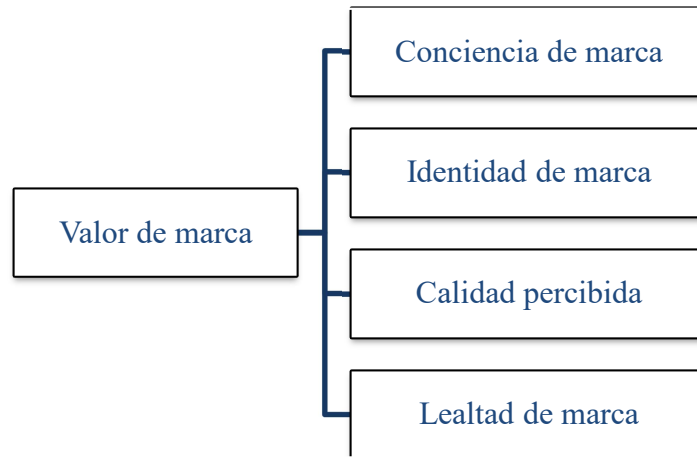 Conciencia de marca
Identidad de marca
Valor de marca
Calidad percibida
Lealtad de marca